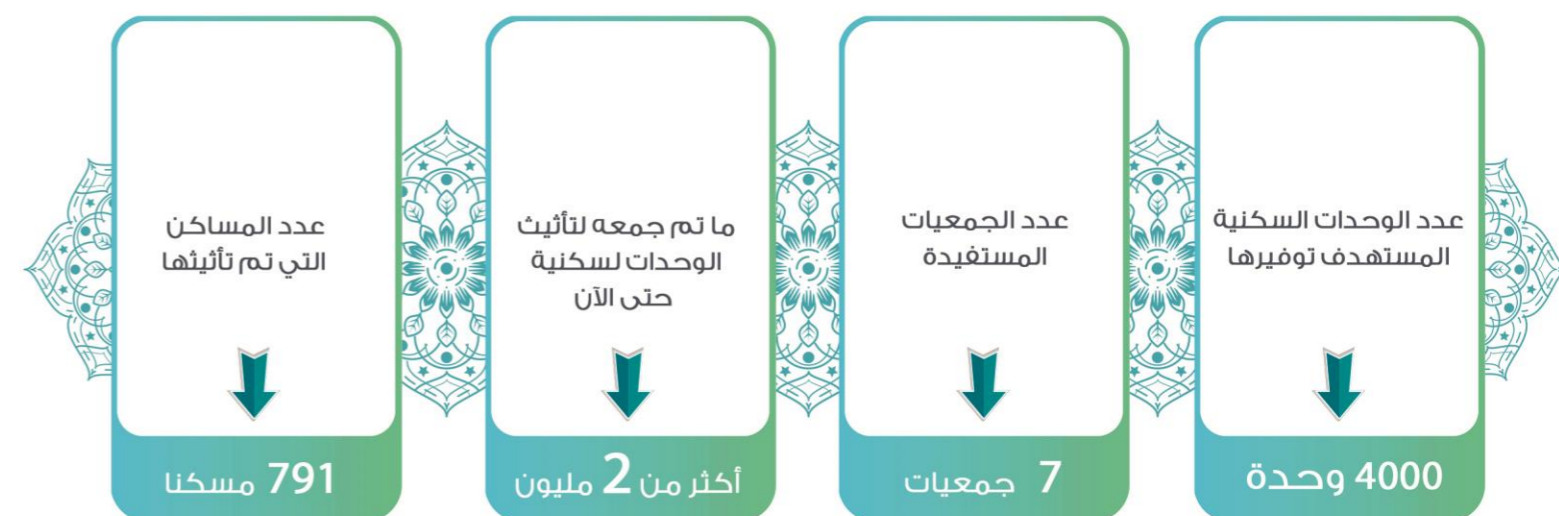 عدد الوحدات السكنية
المستهدف توفيرها
4000 وحدة
عدد الجمعيات
المستفيدة
7 جمعيات
ما تم جمعه لتأثيث
الوحدات لسكنية
حتى الآن
أكثر من 2 مليون
عدد المساكن
التي تم تأثيثها
791 مسكنا